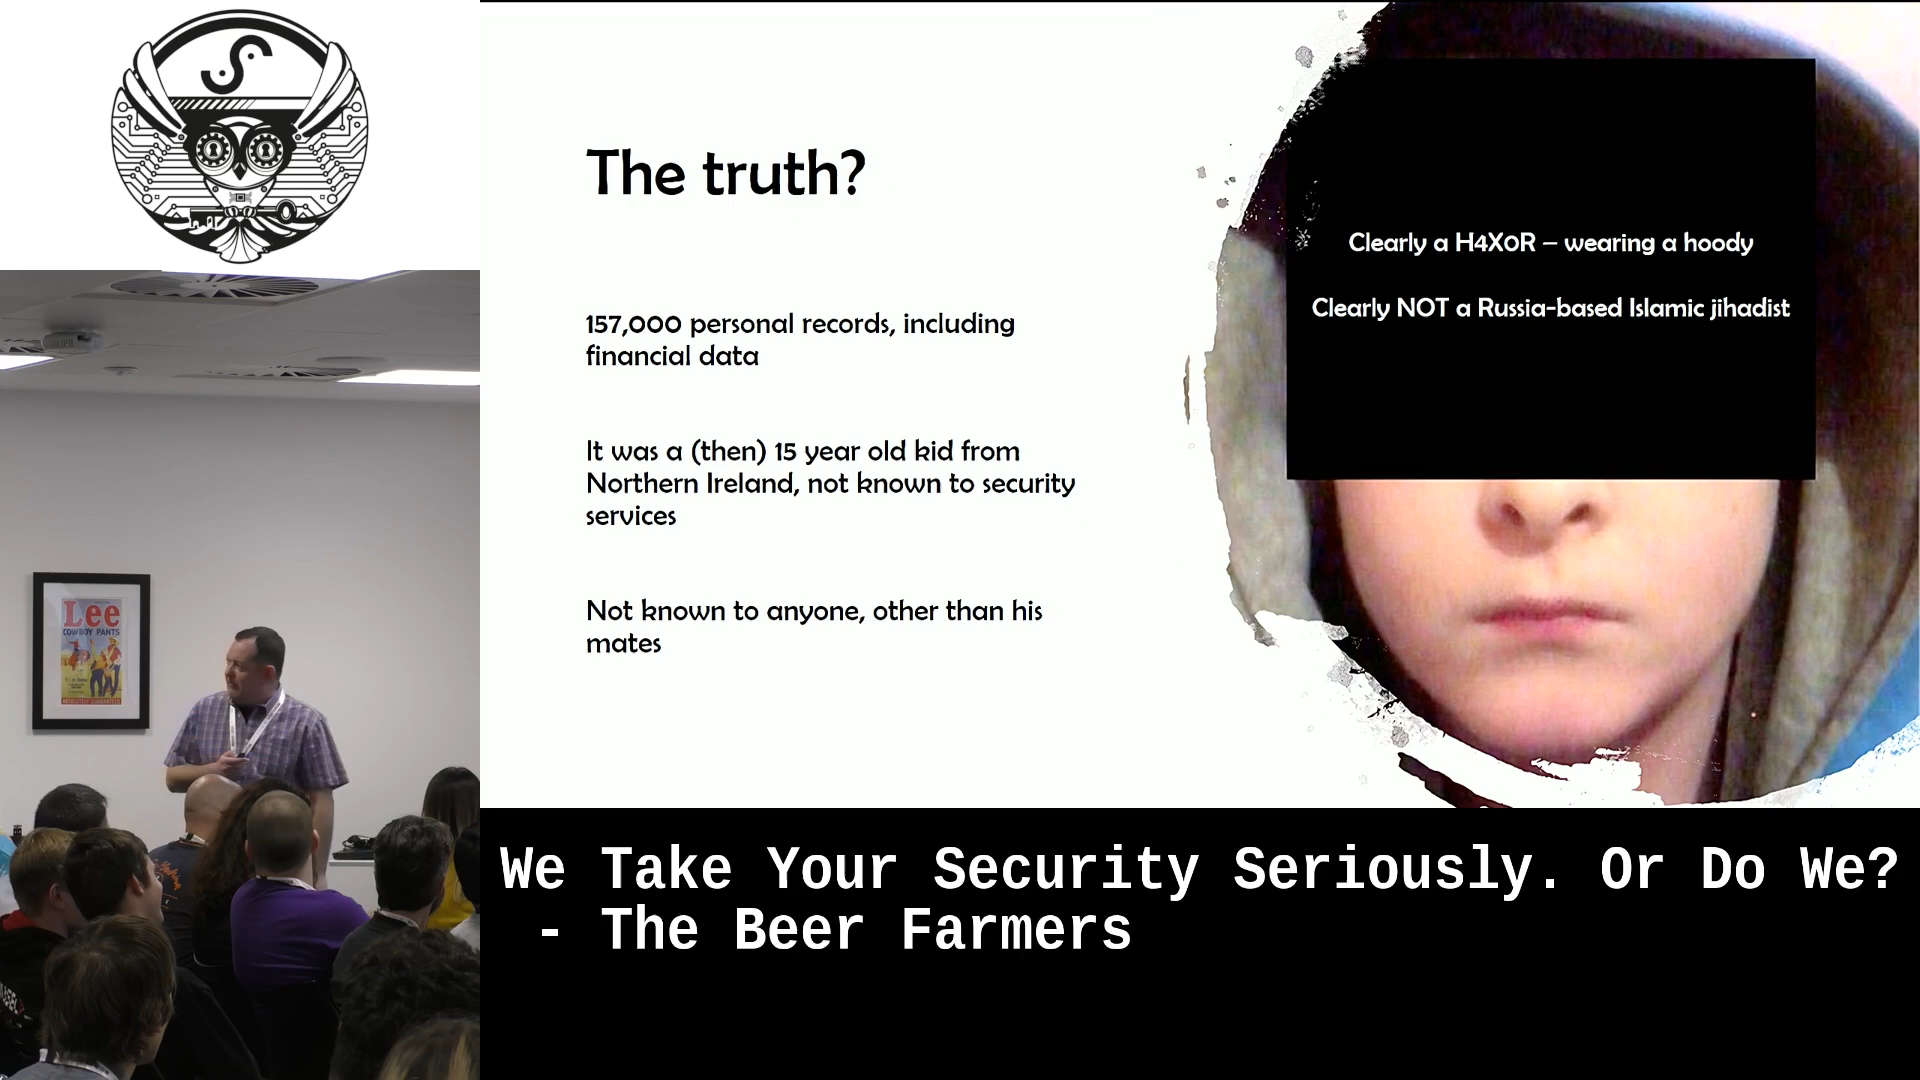 The truth?
157,000 personal records, including
financial data
It was a (then) 15 year old kid from
Northern Ireland, not known to security
services
Not known to anyone, other than his
mates
Clearly a H4X0R – wearing a hoody
Clearly NOT a Russia-based Islamic jihadist
Lee
COWBOY PANTS
We Take Your Security Seriously. Or Do We?
- The Beer Farmers